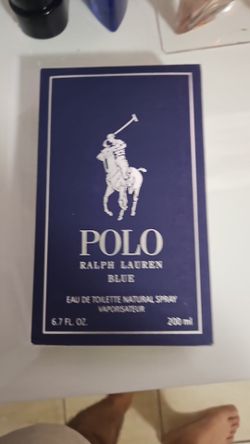 POLO
RALPH LAUREN
BLUE
EAU DE TOILETTE NATURAL SPRAY
VAPORISATEUR
6.7 FL. OZ. 200 ml